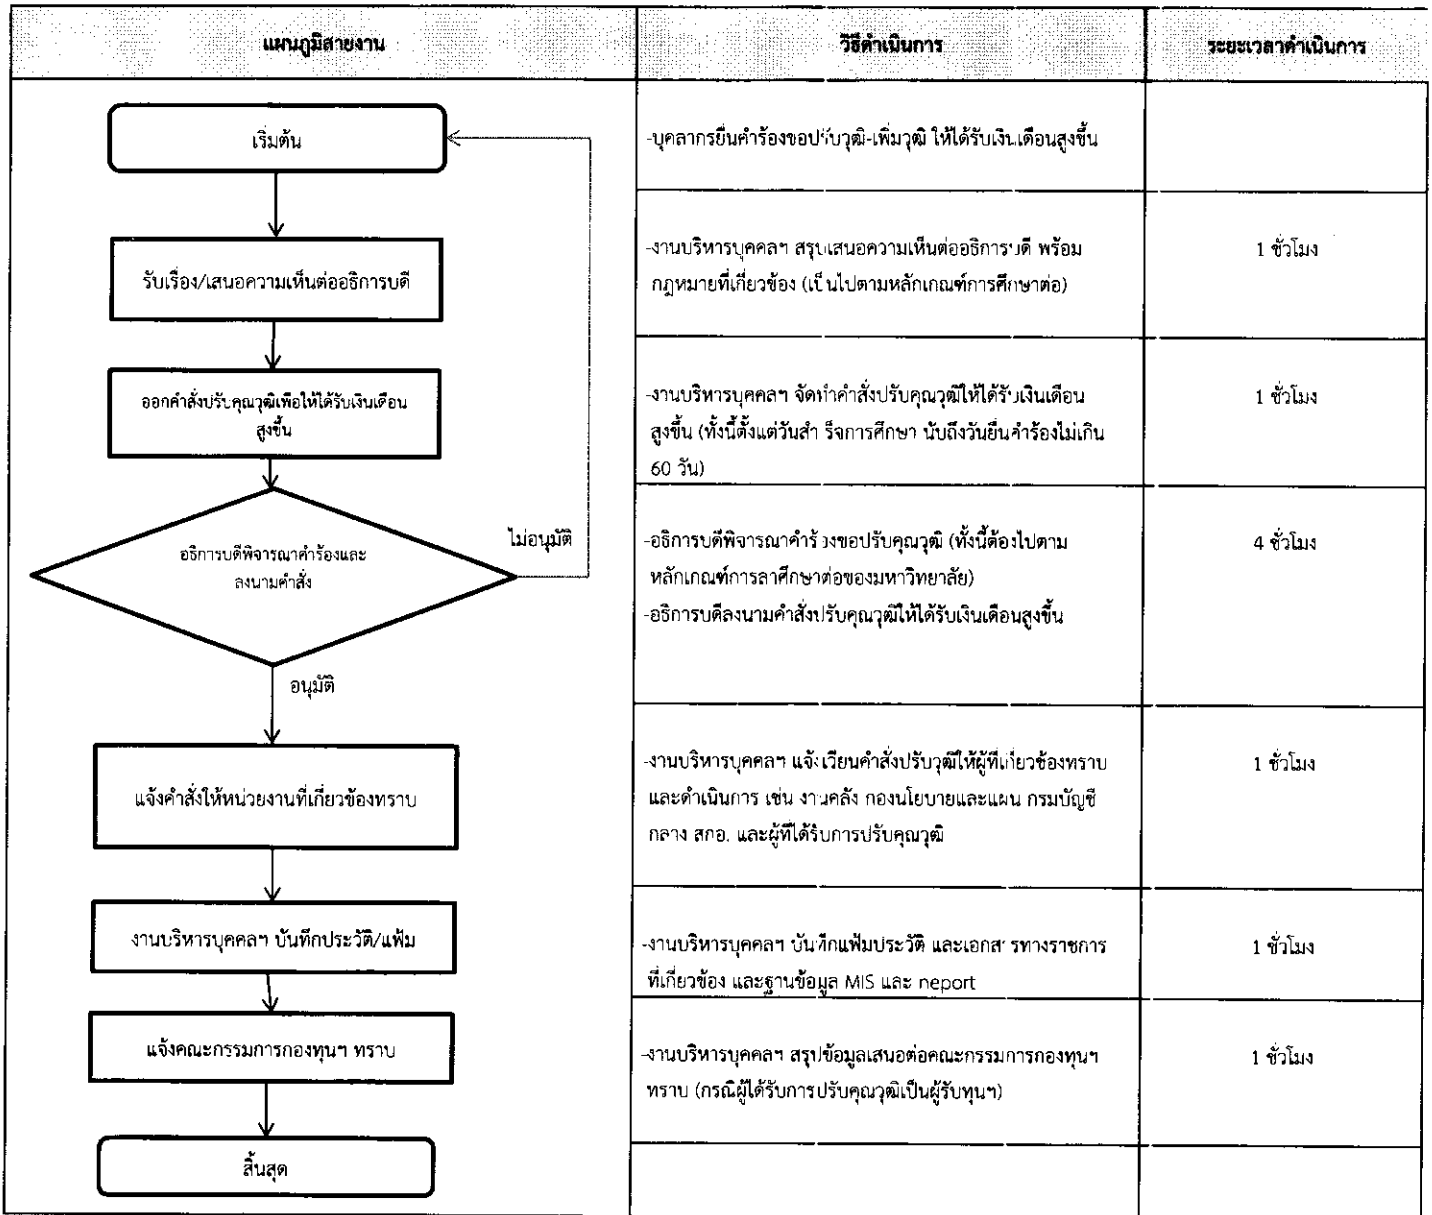 แผนภูมิสายงาน
วิธีดำเนินการ
ระยะเวลาดำเนินการ
เริ่มต้น
-บุคลากรยื่นคำร้องขอปรับวุฒิ-เพิ่มวุฒิ ให้ได้รับเงินเดือนสูงขึ้น
รับเรื่อง/เสนอความเห็นต่ออธิการบดี
-งานบริหารบุคคลฯ สรุปเสนอความเห็นต่ออธิการบดี พร้อม
กฎหมายที่เกี่ยวข้อง (เป็นไปตามหลักเกณฑ์การศึกษาต่อ)
1 ชั่วโมง
ออกคำสั่งปรับคุณวุฒิเพื่อให้ได้รับเงินเดือน
สูงขึ้น
-งานบริหารบุคคลฯ จัดทำคำสั่งปรับคุณวุฒิให้ได้รับเงินเดือน
สูงขึ้น (ทั้งนี้ตั้งแต่วันสำเร็จการศึกษา นับถึงวันยื่นคำร้องไม่เกิน
60 วัน)
1 ชั่วโมง
อธิการบดีพิจารณาคำร้องและ
ลงนามคำสั่ง
ไม่อนุมัติ
อนุมัติ
-อธิการบดีพิจารณาคำร้องขอปรับคุณวุฒิ (ทั้งนี้ต้องไปตาม
หลักเกณฑ์การลาศึกษาต่อของมหาวิทยาลัย)
-อธิการบดีลงนามคำสั่งปรับคุณวุฒิให้ได้รับเงินเดือนสูงขึ้น
4 ชั่วโมง
แจ้งคำสั่งให้หน่วยงานที่เกี่ยวข้องทราบ
-งานบริหารบุคคลฯ แจ้งเวียนคำสั่งปรับวุฒิให้ผู้ที่เกี่ยวข้องทราบ
และดำเนินการ เช่น งานคลัง กองนโยบายและแผน กรมบัญชี
กลาง สกอ. และผู้ที่ได้รับการปรับคุณวุฒิ
1 ชั่วโมง
งานบริหารบุคคลฯ บันทึกประวัติ/แฟ้ม
-งานบริหารบุคคลฯ บันทึกแฟ้มประวัติ และเอกสารทางราชการ
ที่เกี่ยวข้อง และฐานข้อมูล MIS และ neport
1 ชั่วโมง
แจ้งคณะกรรมการกองทุนฯ ทราบ
-งานบริหารบุคคลฯ สรุปข้อมูลเสนอต่อคณะกรรมการกองทุนฯ
ทราบ (กรณีผู้ได้รับการปรับคุณวุฒิเป็นผู้รับทุนฯ)
1 ชั่วโมง
สิ้นสุด